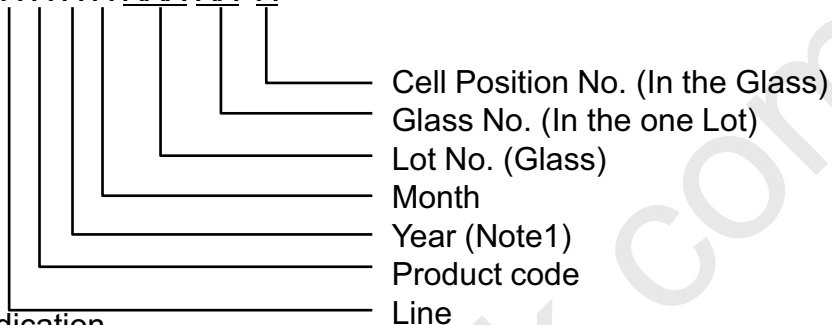 Cell Position No. (In the Glass)
Glass No. (In the one Lot)
Lot No. (Glass)
Month
Year (Note1)
Product code
Line